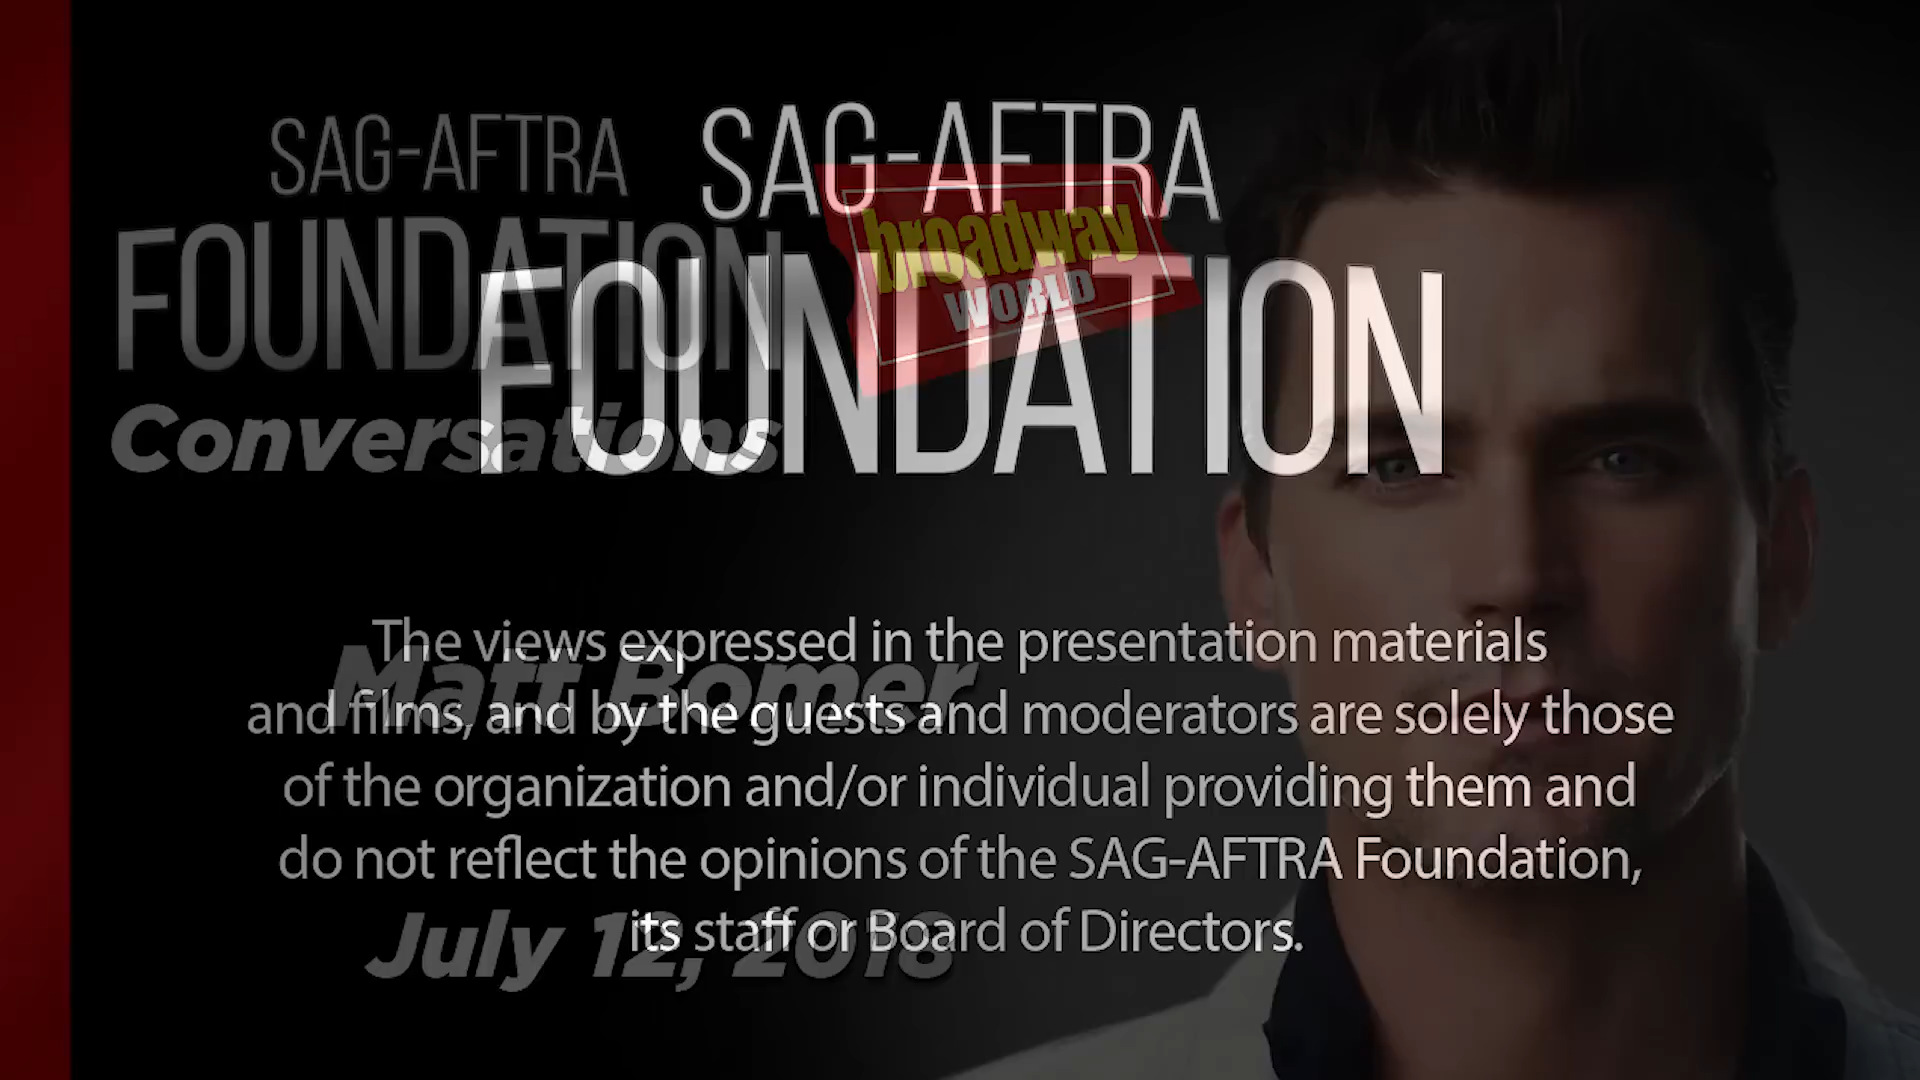 SAG-AFTRA
FOUNDATION
Conversations
Matt Bomer
July 12, 2018
SAG-AFTRA
FOUNDATION
broadway
WORLD
The views expressed in the presentation materials
and films, and by the guests and moderators are solely those
of the organization and/or individual providing them and
do not reflect the opinions of the SAG-AFTRA Foundation,
its staff or Board of Directors.